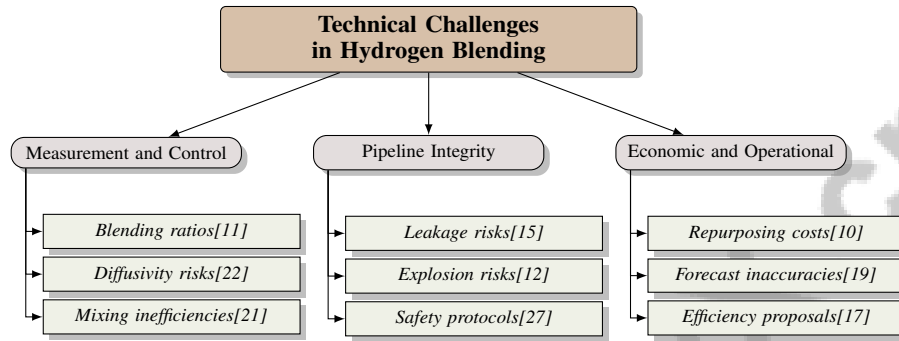 Technical Challenges
in Hydrogen Blending
Measurement and Control
Pipeline Integrity
Economic and Operational
Blending ratios[11]
Diffusivity risks[22]
Mixing inefficiencies[21]
Leakage risks[15]
Explosion risks[12]
Safety protocols[27]
Repurposing costs[10]
Forecast inaccuracies[19]
Efficiency proposals[17]